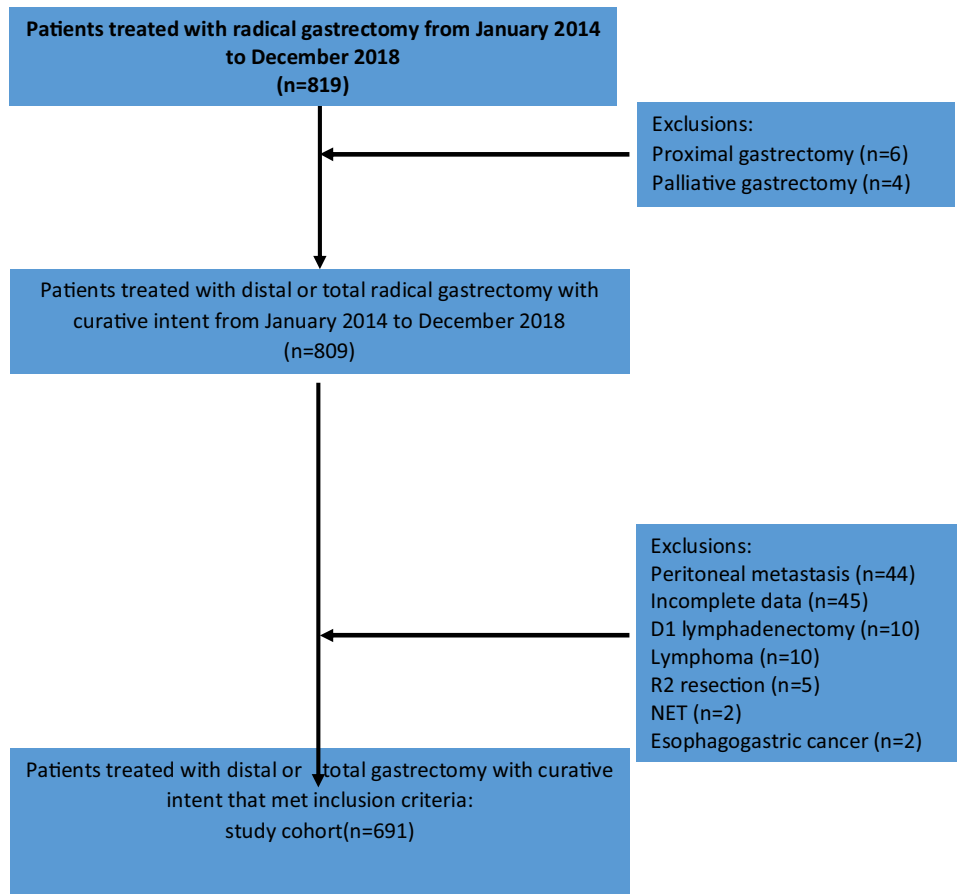 Patients treated with radical gastrectomy from January 2014
to December 2018
(n=819)
Exclusions:
Proximal gastrectomy (n=6)
Palliative gastrectomy (n=4)
Patients treated with distal or total radical gastrectomy with
curative intent from January 2014 to December 2018
(n=809)
Exclusions:
Peritoneal metastasis (n=44)
Incomplete data (n=45)
D1 lymphadenectomy (n=10)
Lymphoma (n=10)
R2 resection (n=5)
NET (n=2)
Esophagogastric cancer (n=2)
Patients treated with distal or total gastrectomy with curative
intent that met inclusion criteria:
study cohort(n=691)